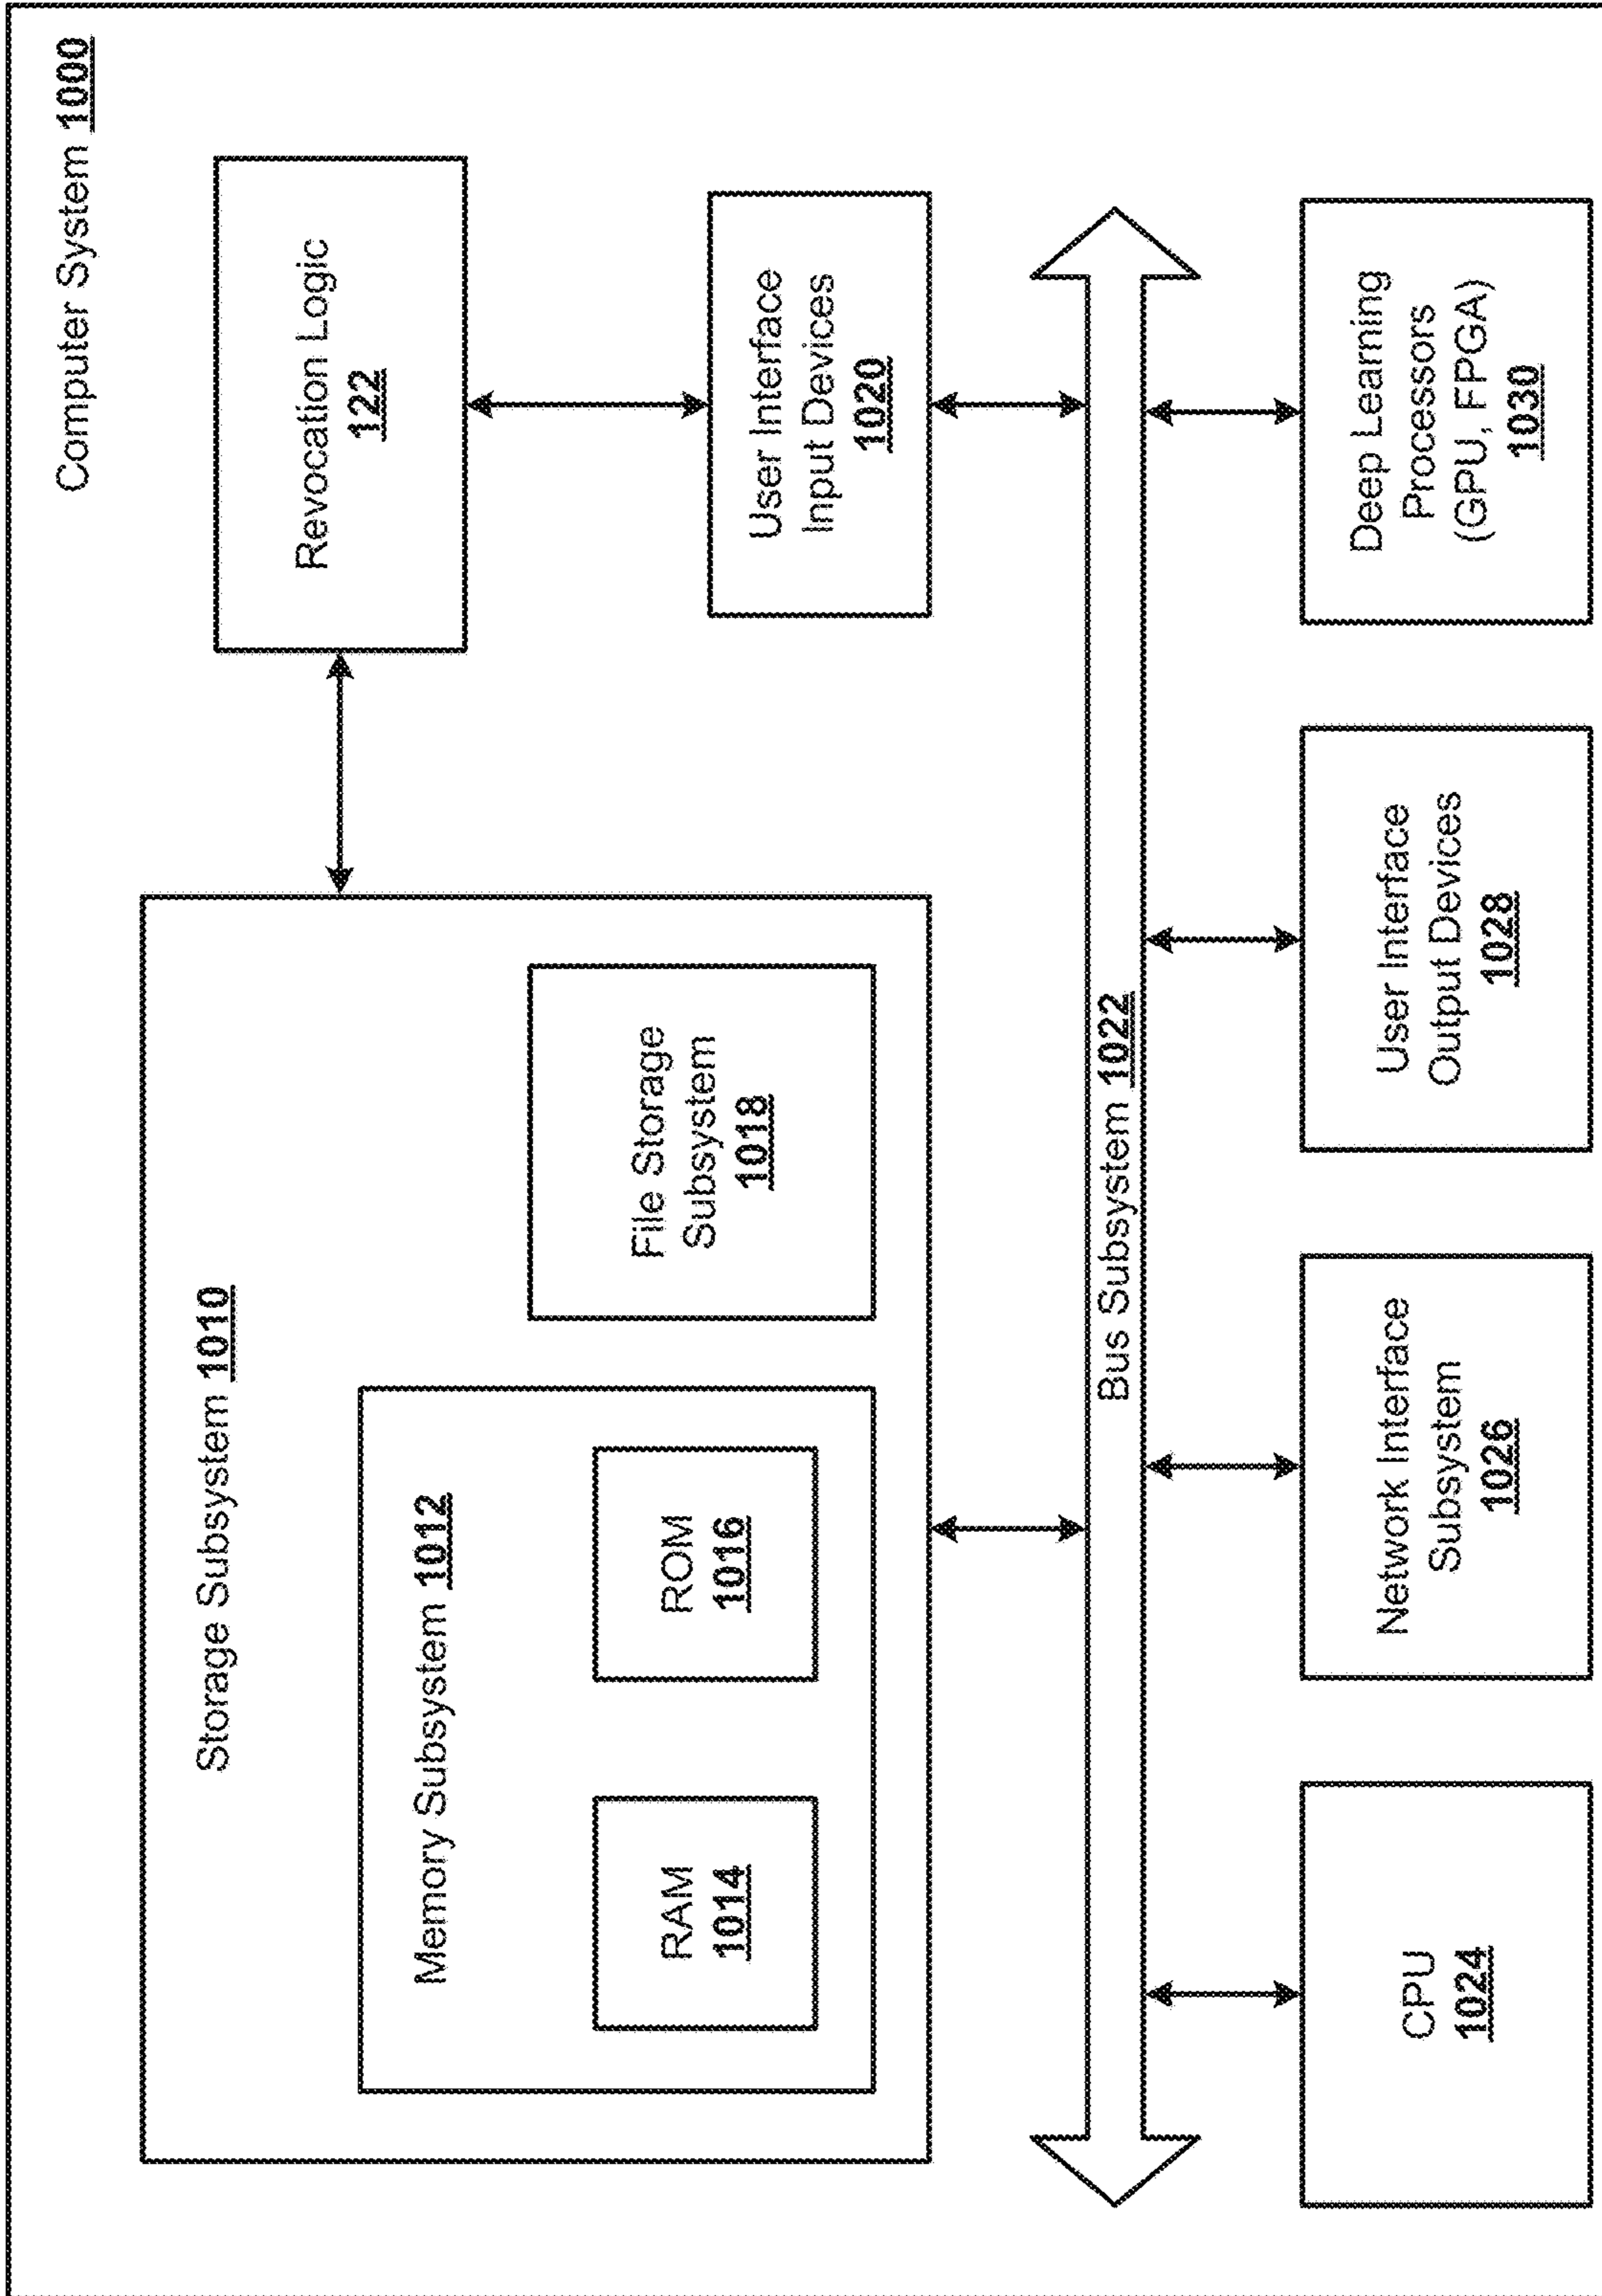 Computer System 1000
Storage Subsystem 1010
Memory Subsystem 1012
RAM
1014
ROM
1016
File Storage
Subsystem
1018
Revocation Logic
122
User Interface
Input Devices
1020
Bus Subsystem 1022
CPU
1024
Network Interface
Subsystem
1026
User Interface
Output Devices
1028
Deep Learning
Processors
(GPU, FPGA)
1030